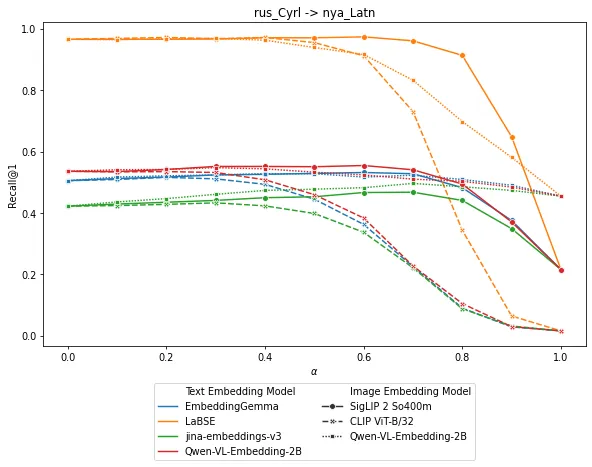 rus_Cyrl -> nya_Latn
1.0
0.8
0.6
0.4
0.2
0.0
Recall@1
0.0 0.2 0.4 0.6 0.8 1.0
α
Text Embedding Model Image Embedding Model
EmbeddingGemma SigLIP 2 So400m
LaBSE CLIP ViT-B/32
jina-embeddings-v3 Qwen-VL-Embedding-2B
Qwen-VL-Embedding-2B